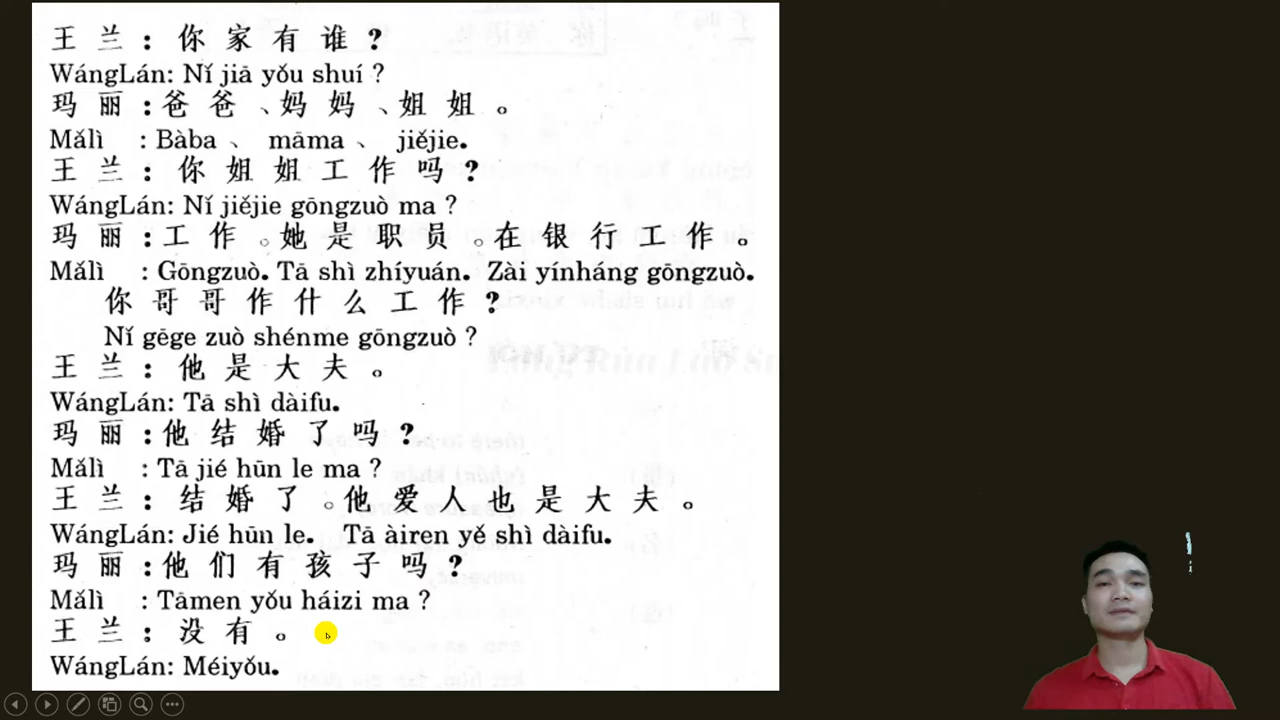 王 兰 : 你 家 有 谁 ?
WángLán: Nǐ jiā yǒu shuí ?
玛 丽 : 爸 爸 、妈 妈 、姐 姐 。
Mǎlì : Bàba 、 māma 、 jiějie.
王 兰 : 你 姐 姐 工 作 吗 ?
WángLán: Nǐ jiějie gōngzuò ma ?
玛 丽 : 工 作 。她 是 职 员 。在 银 行 工 作 。
Mǎlì : Gōngzuò. Tā shì zhíyuán. Zài yínháng gōngzuò.
你 哥 哥 作 什 么 工 作 ?
Nǐ gēge zuò shénme gōngzuò ?
王 兰 : 他 是 大 夫 。
WángLán: Tā shì dàifu.
玛 丽 : 他 结 婚 了 吗 ?
Mǎlì : Tā jié hūn le ma ?
王 兰 : 结 婚 了 。他 爱 人 也 是 大 夫 。
WángLán: Jié hūn le. Tā àiren yě shì dàifu.
玛 丽 : 他 们 有 孩 子 吗 ?
Mǎlì : Tāmen yǒu háizi ma ?
王 兰 : 没 有 。
WángLán: Méiyǒu.